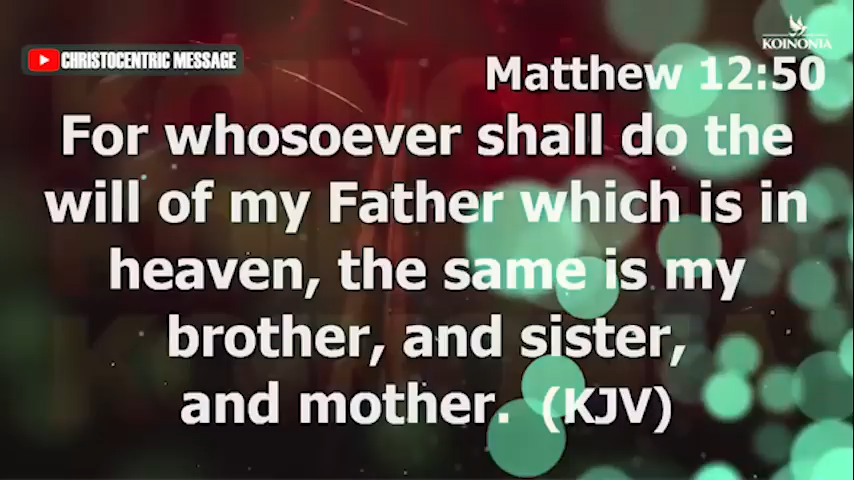 CHRISTOCENTRIC MESSAGE
KOINONIA
Matthew 12:50
For whosoever shall do the
will of my Father which is in
heaven, the same is my
brother, and sister,
and mother. (KJV)